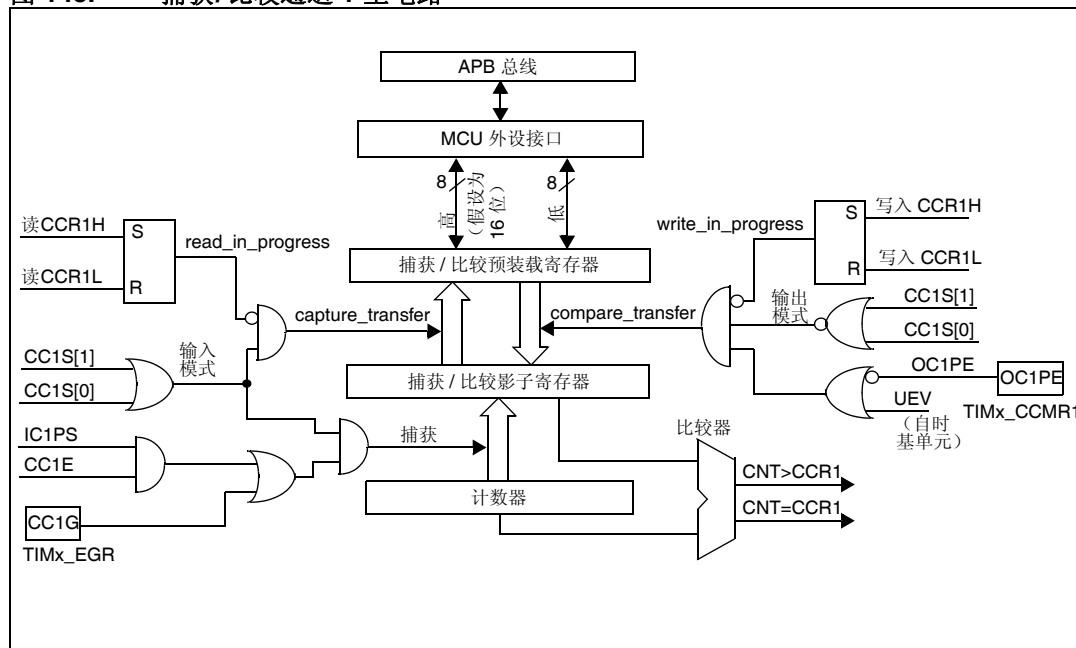 图 143. 捕获/比较通道 1 主电路
APB 总线
MCU 外设接口
8
8
高
(假设为
16 位)
低
读CCR1H
读CCR1L
S
R
read_in_progress
write_in_progress
S
R
写入 CCR1H
写入 CCR1L
捕获 / 比较预装载寄存器
capture_transfer
compare_transfer
输出
模式
CC1S[1]
CC1S[0]
CC1S[1]
CC1S[0]
输入
模式
捕获 / 比较影子寄存器
OC1PE
OC1PE
UEV
TIMx_CCMR1
(自时
基单元)
IC1PS
CC1E
捕获
比较器
CNT>CCR1
CNT=CCR1
计数器
CC1G
TIMx_EGR